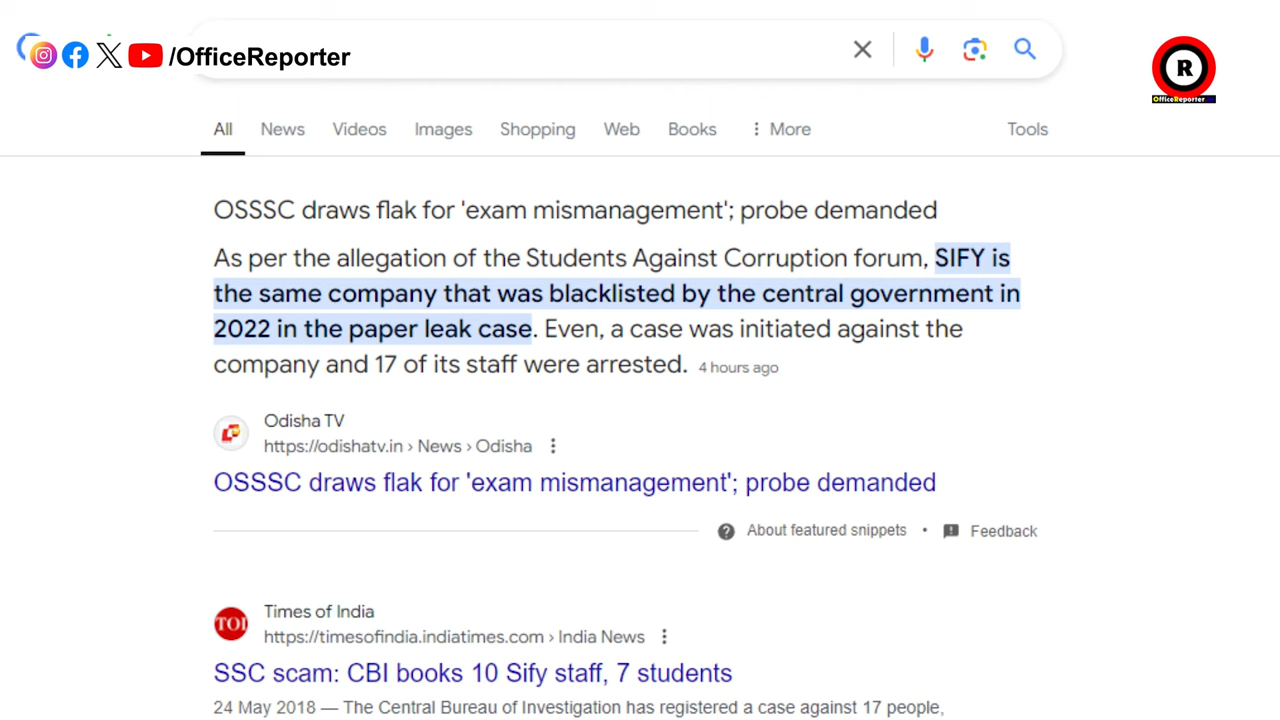 /OfficeReporter
R
OfficeReporter
All News Videos Images Shopping Web Books More Tools
OSSSC draws flak for 'exam mismanagement'; probe demanded
As per the allegation of the Students Against Corruption forum, SIFY is
the same company that was blacklisted by the central government in
2022 in the paper leak case. Even, a case was initiated against the
company and 17 of its staff were arrested. 4 hours ago
Odisha TV
https://odishatv.in › News › Odisha
OSSSC draws flak for 'exam mismanagement'; probe demanded
About featured snippets • Feedback
TOI
Times of India
https://timesofindia.indiatimes.com › India News
SSC scam: CBI books 10 Sify staff, 7 students
24 May 2018 — The Central Bureau of Investigation has registered a case against 17 people,